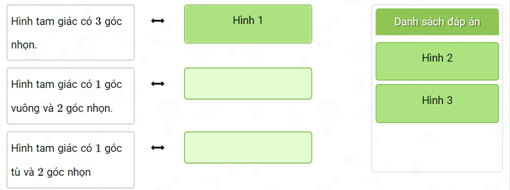 Hình tam giác có 3 góc
nhọn.
Hình 1
Hình tam giác có 1 góc
vuông và 2 góc nhọn.
Hình tam giác có 1 góc
tù và 2 góc nhọn
Danh sách đáp án
Hình 2
Hình 3